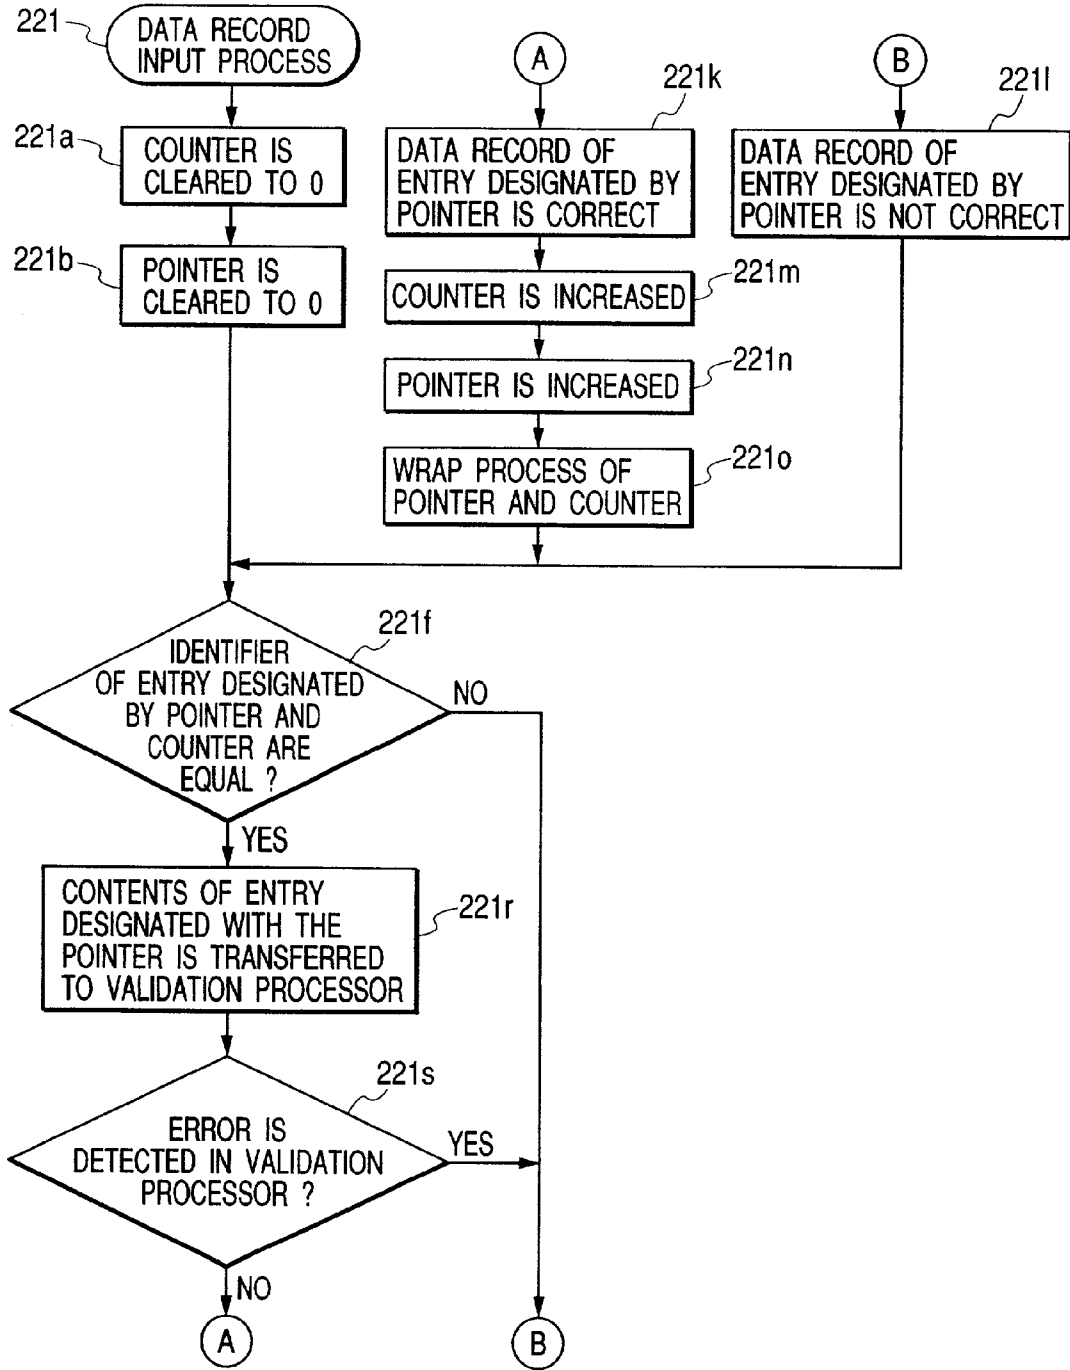 221
DATA RECORD
INPUT PROCESS
221a
COUNTER IS
CLEARED TO 0
221b
POINTER IS
CLEARED TO 0
A
221k
DATA RECORD OF
ENTRY DESIGNATED BY
POINTER IS CORRECT
COUNTER IS INCREASED
221m
POINTER IS INCREASED
221n
WRAP PROCESS OF
POINTER AND COUNTER
221o
B
221l
DATA RECORD OF
ENTRY DESIGNATED BY
POINTER IS NOT CORRECT
221f
IDENTIFIER
OF ENTRY DESIGNATED
BY POINTER AND
COUNTER ARE
EQUAL ?
NO
YES
CONTENTS OF ENTRY
DESIGNATED WITH THE
POINTER IS TRANSFERRED
TO VALIDATION PROCESSOR
221r
221s
ERROR IS
DETECTED IN VALIDATION
PROCESSOR ?
YES
NO
A
B